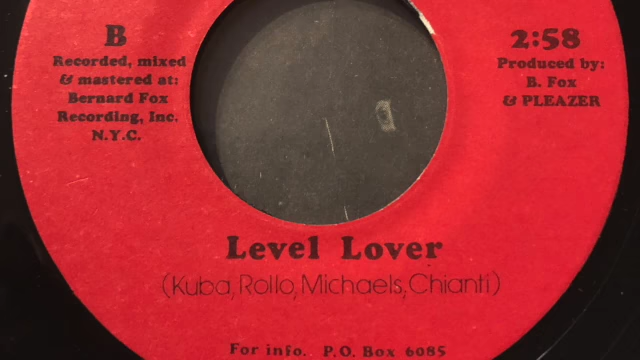 B
Recorded, mixed
& mastered at:
Bernard Fox
Recording, Inc.
N.Y.C.
2:58
Produced by:
B. Fox
& PLEAZER
Level Lover
(Kuba, Rollo, Michaels, Chianti)
For info. P.O. Box 6085